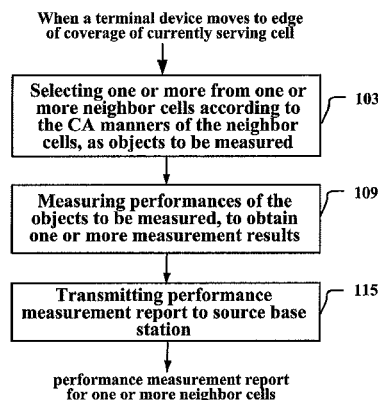 When a terminal device moves to edge
of coverage of currently serving cell
Selecting one or more from one or
more neighbor cells according to
the CA manners of the neighbor
cells, as objects to be measured
103
Measuring performances of the
objects to be measured, to obtain
one or more measurement results
109
Transmitting performance
measurement report to source base
station
115
performance measurement report
for one or more neighbor cells